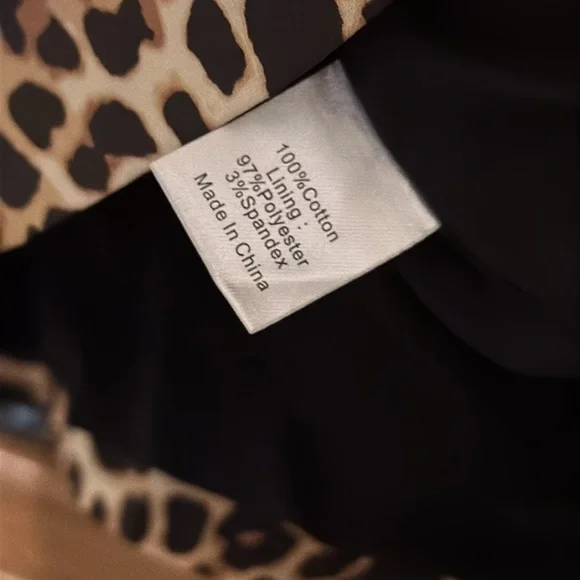 100%Cotton
Lining :
97%Polyester
3%Spandex
Made In China